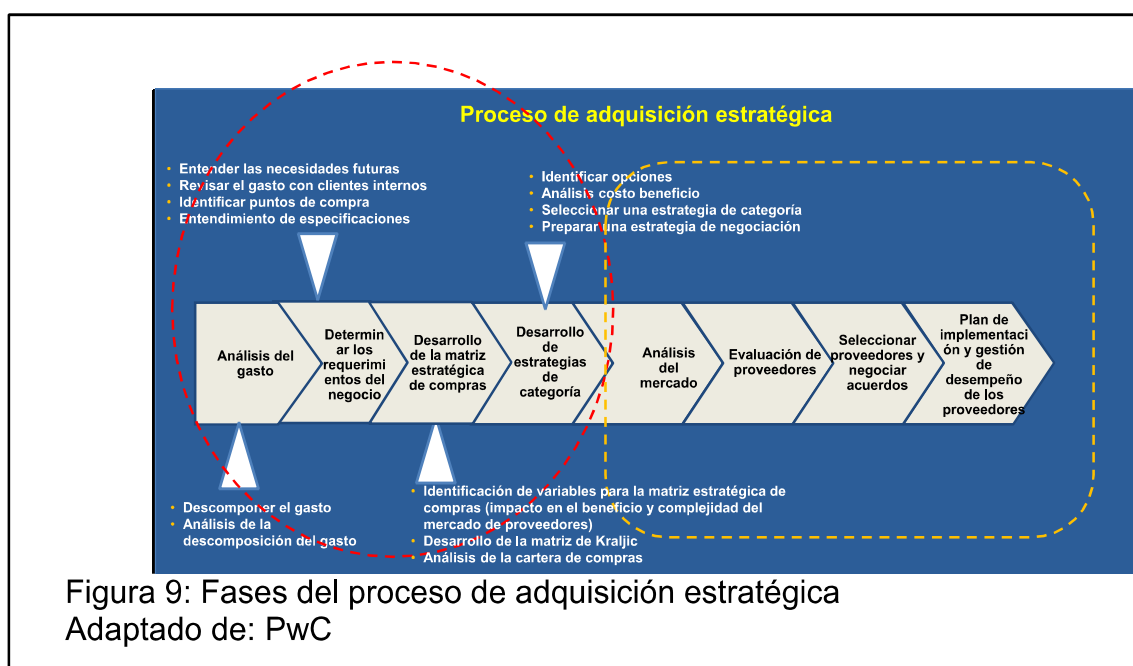 Proceso de adquisición estratégica
• Entender las necesidades futuras
• Revisar el gasto con clientes internos
• Identificar puntos de compra
• Entendimiento de especificaciones
• Identificar opciones
• Análisis costo beneficio
• Seleccionar una estrategia de categoría
• Preparar una estrategia de negociación
Análisis del
gasto
Determin
ar los
requerimi
entos del
negocio
Desarrollo
de la matriz
estratégica
de compras
Desarrollo
de
estrategias
de
categoría
Análisis
del
mercado
Evaluación de
proveedores
Seleccionar
proveedores y
negociar
acuerdos
Plan de
implementaci
ón y gestión
de
desempeño
de los
proveedores
• Descomponer el gasto
• Análisis de la
descomposición del gasto
• Identificación de variables para la matriz estratégica de
compras (impacto en el beneficio y complejidad del
mercado de proveedores)
• Desarrollo de la matriz de Kraljic
• Análisis de la cartera de compras
Figura 9: Fases del proceso de adquisición estratégica
Adaptado de: PwC